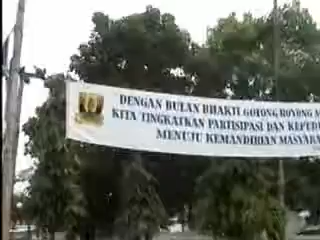 DENGAN BULAN BHAKTI GOTONG ROYONG
KITA TINGKATKAN PARTISIPASI DAN
MENUJU KEMANDIRIAN